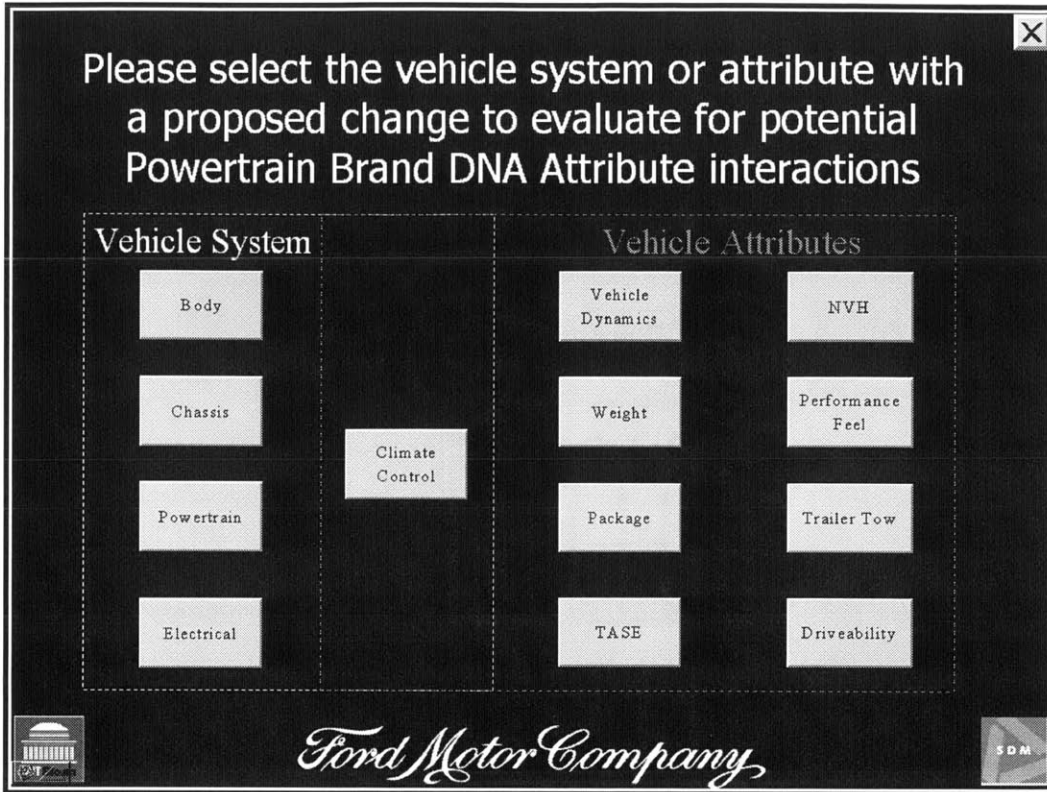 Please select the vehicle system or attribute with
a proposed change to evaluate for potential
Powertrain Brand DNA Attribute interactions
Vehicle System
Body
Chassis
Powertrain
Electrical
Climate
Control
Vehicle Attributes
Vehicle
Dynamics
NVH
Weight
Performance
Feel
Package
Trailer Tow
TASE
Driveability
Ford Motor Company
SDM